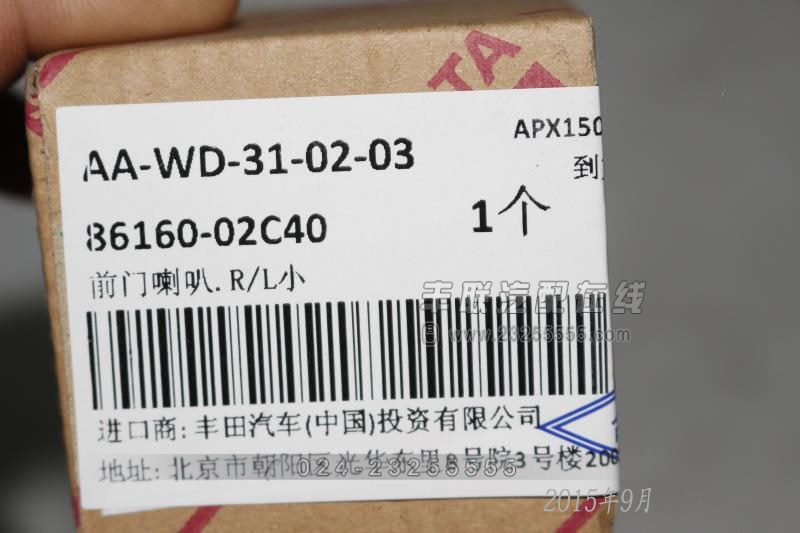 TA
APX150
AA-WD-31-02-03
到
86160-02C40
1个
前门喇叭.R/L小
丰联汽配在线
www.23255555.com
进口商: 丰田汽车(中国)投资有限公司
地址: 北京市朝阳区光华东里8号院3号楼200
024-23255555
2015年9月